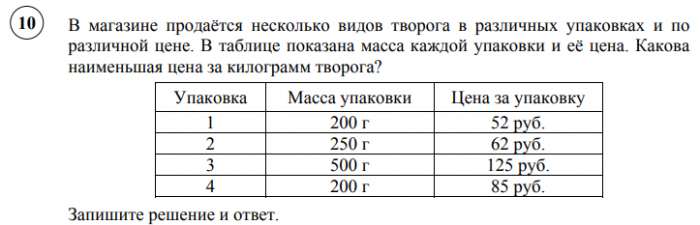 10
В магазине продаётся несколько видов творога в различных упаковках и по
различной цене. В таблице показана масса каждой упаковки и её цена. Какова
наименьшая цена за килограмм творога?
Упаковка Масса упаковки Цена за упаковку
1 200 г 52 руб.
2 250 г 62 руб.
3 500 г 125 руб.
4 200 г 85 руб.
Запишите решение и ответ.